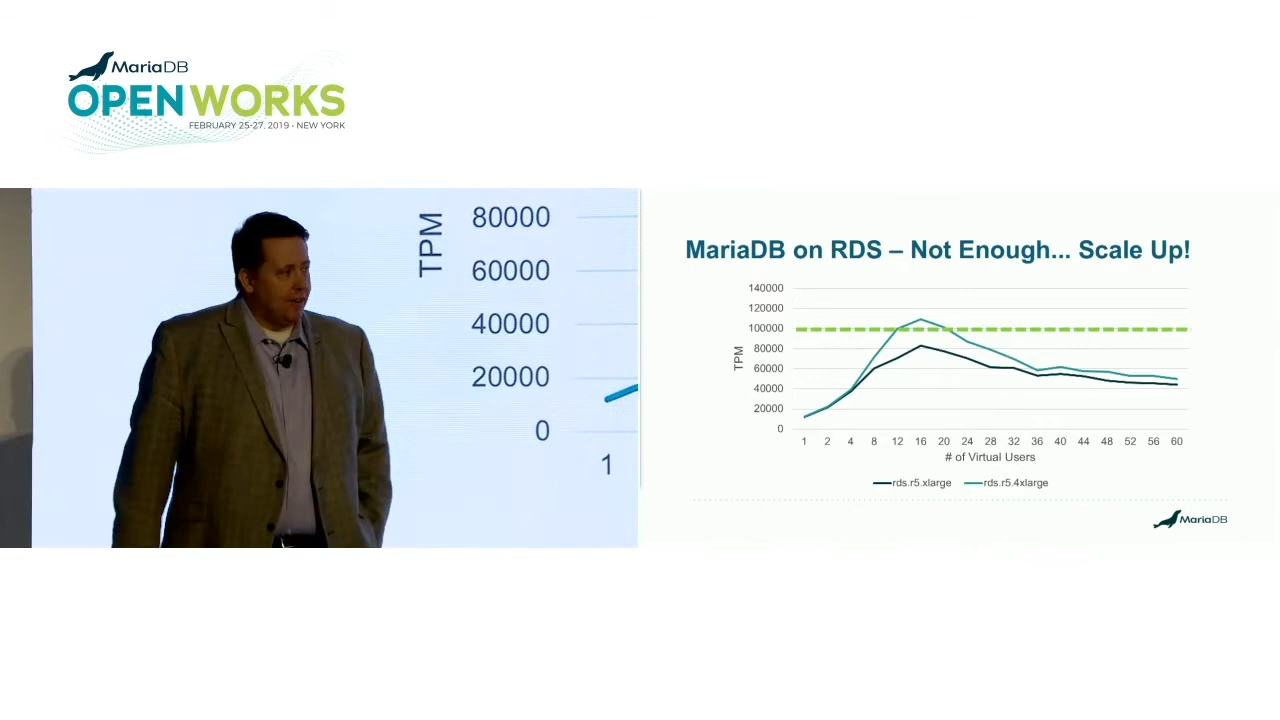 MariaDB
OPENWORKS
FEBRUARY 25-27, 2019 • NEW YORK
TPM
80000
60000
40000
20000
0
1
MariaDB on RDS – Not Enough... Scale Up!
140000
120000
100000
80000
60000
40000
20000
0
TPM
1 2 4 8 12 16 20 24 28 32 36 40 44 48 52 56 60
# of Virtual Users
rds.r5.xlarge rds.r5.4xlarge
MariaDB